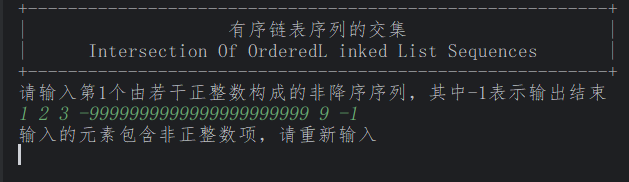 +----------------------------------------------------------+
| 有序链表序列的交集 |
| Intersection Of OrderedL inked List Sequences |
+----------------------------------------------------------+
请输入第1个由若干正整数构成的非降序序列，其中-1表示输出结束
1 2 3 -9999999999999999999999 9 -1
输入的元素包含非正整数项，请重新输入